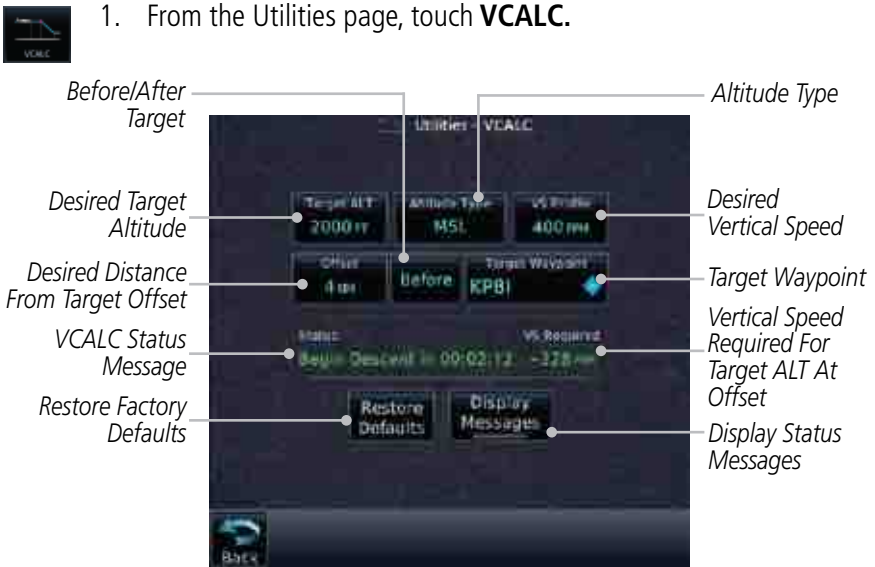 1. From the Utilities page, touch VCALC.
VCALC
Before/After Target
Altitude Type
Utilities - VCALC
Desired Target Altitude
Target ALT
2000 FT
Altitude Type
MSL
VS Profile
400 FPM
Desired Vertical Speed
Desired Distance From Target Offset
Offset
4 NM
Before
Target Waypoint
KPBI
Target Waypoint
VCALC Status Message
Status
Begin Descent in 00:02:12
VS Required
-328 FPM
Vertical Speed Required For Target ALT At Offset
Restore Factory Defaults
Restore Defaults
Display Messages
Display Status Messages
Back